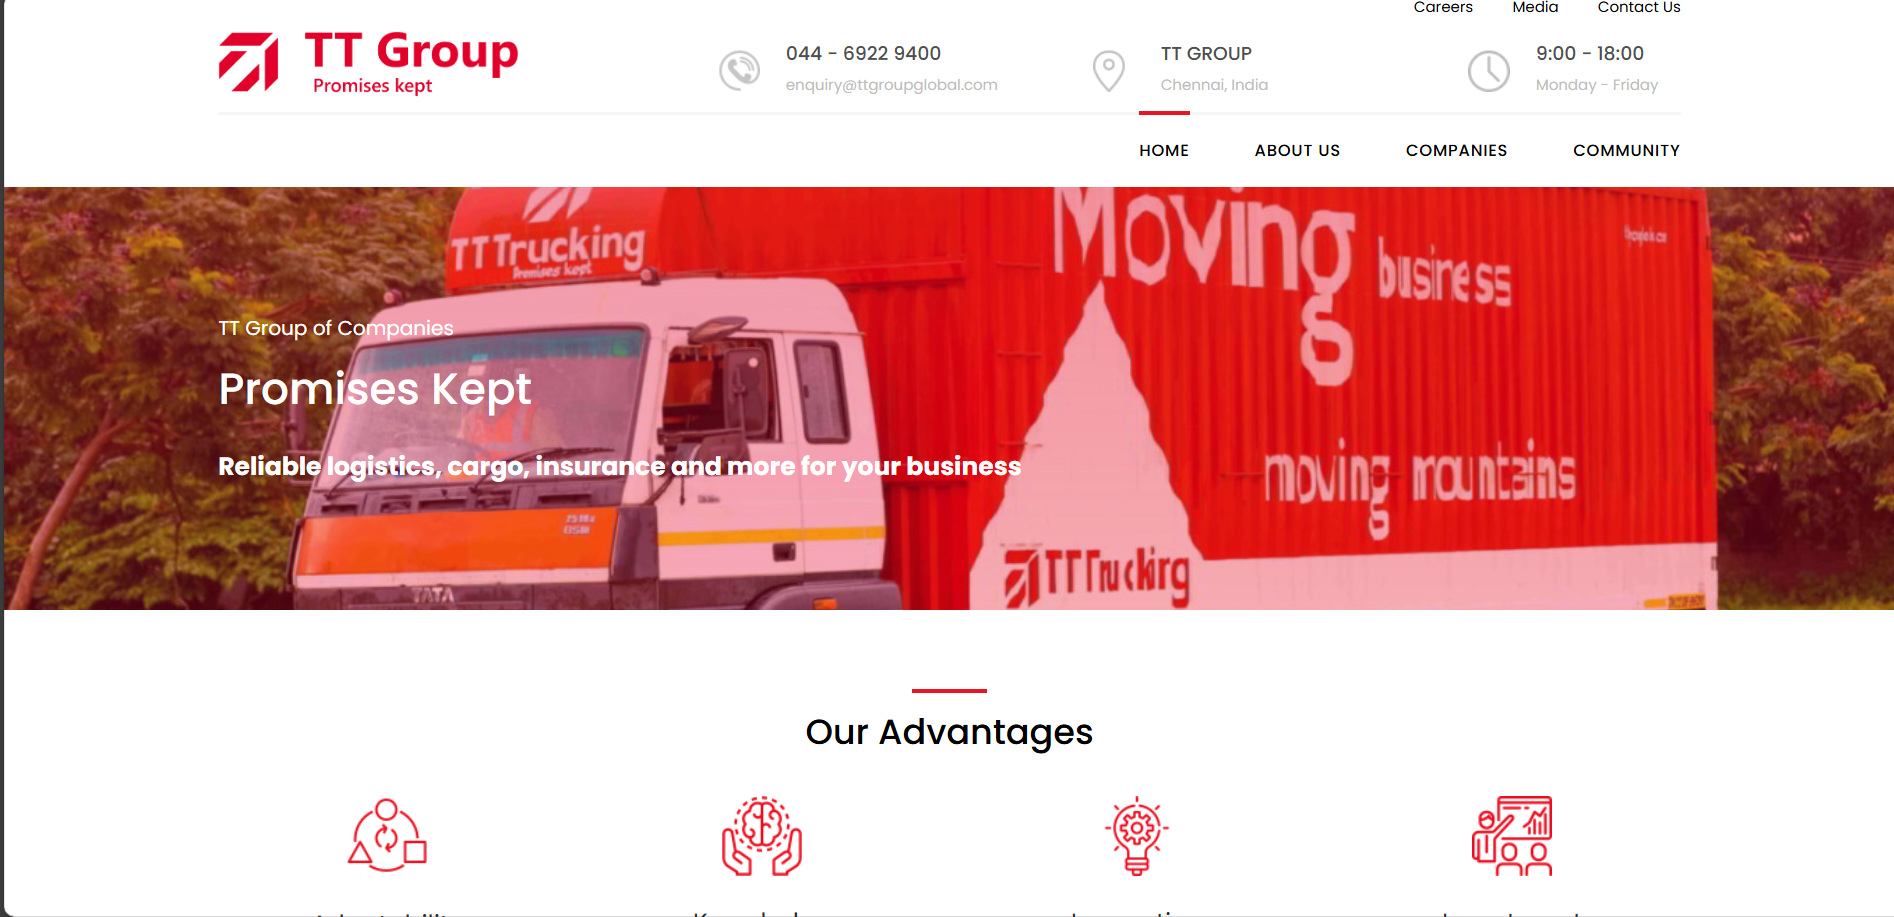 Careers Media Contact Us
TT Group
Promises kept
044 - 6922 9400
enquiry@ttgroupglobal.com
TT GROUP
Chennai, India
9:00 - 18:00
Monday - Friday
HOME ABOUT US COMPANIES COMMUNITY
TT Trucking
Promises kept
Moving
business
TT Group of Companies
Promises Kept
Reliable logistics, cargo, insurance and more for your business
moving mountains
TT Trucking
TATA
Our Advantages